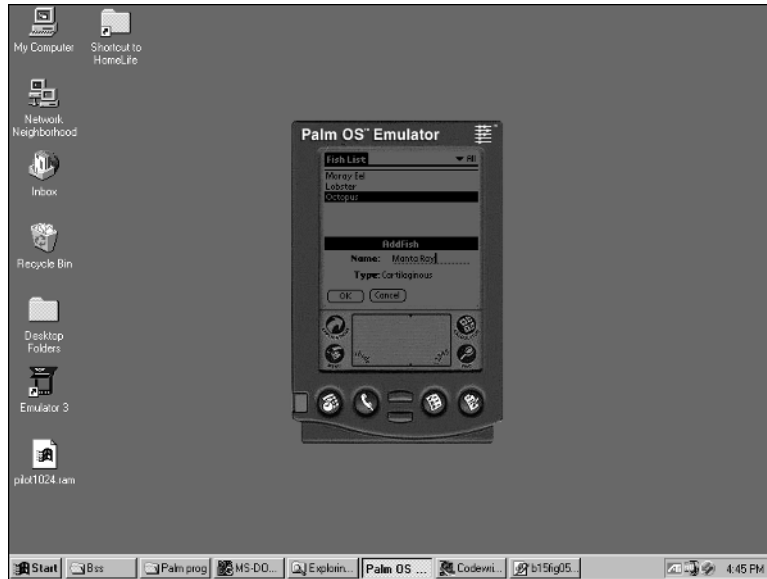 My Computer
Shortcut to
HomeLife
Network
Neighborhood
Inbox
Recycle Bin
Desktop
Folders
Emulator 3
pilot1024.ram
Palm OS™ Emulator
Fish List
All
Moray Eel
Lobster
Octopus
AddFish
Name: Manta Ray
Type: Cartilaginous
OK Cancel
Start Bss Palm prog MS-DO... Explorin... Palm OS ... Codewri... b15fig05... 4:45 PM